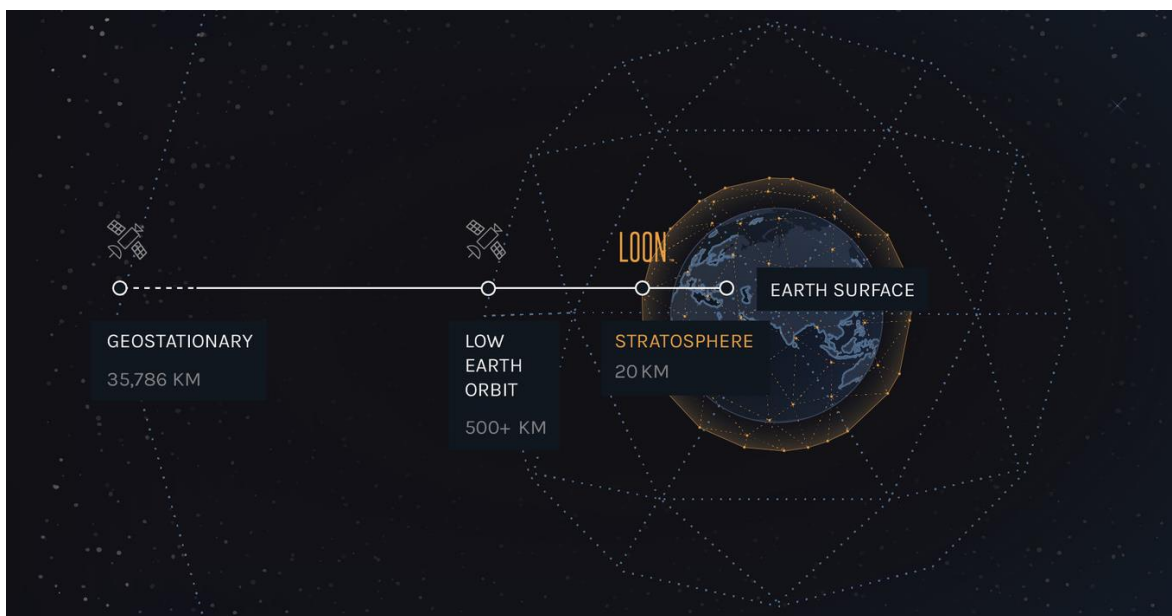 LOON
EARTH SURFACE
GEOSTATIONARY
35,786 KM
LOW
EARTH
ORBIT
500+ KM
STRATOSPHERE
20 KM